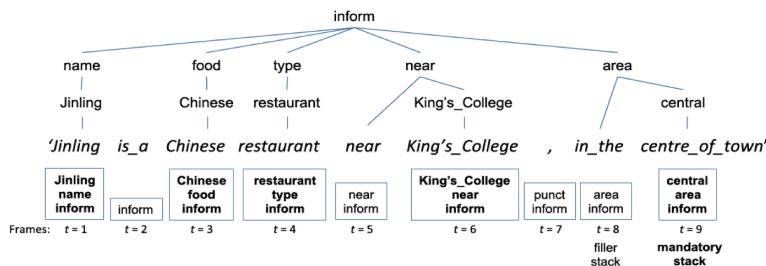 inform
name food type near area
Jinling Chinese restaurant King's_College central
'Jinling is_a Chinese restaurant near King's_College , in_the centre_of_town'
Jinling Chinese restaurant King's_College central
name food type near near punct area area
inform inform inform inform inform inform inform inform inform
Frames: t = 1 t = 2 t = 3 t = 4 t = 5 t = 6 t = 7 t = 8 t = 9
filler mandatory
stack stack